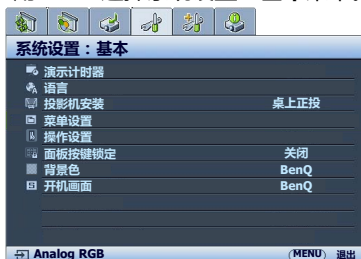 系统设置：基本
演示计时器
语言
投影机安装 桌上正投
菜单设置
操作设置
面板按键锁定 关闭
背景色 BenQ
开机画面 BenQ
Analog RGB MENU 退出